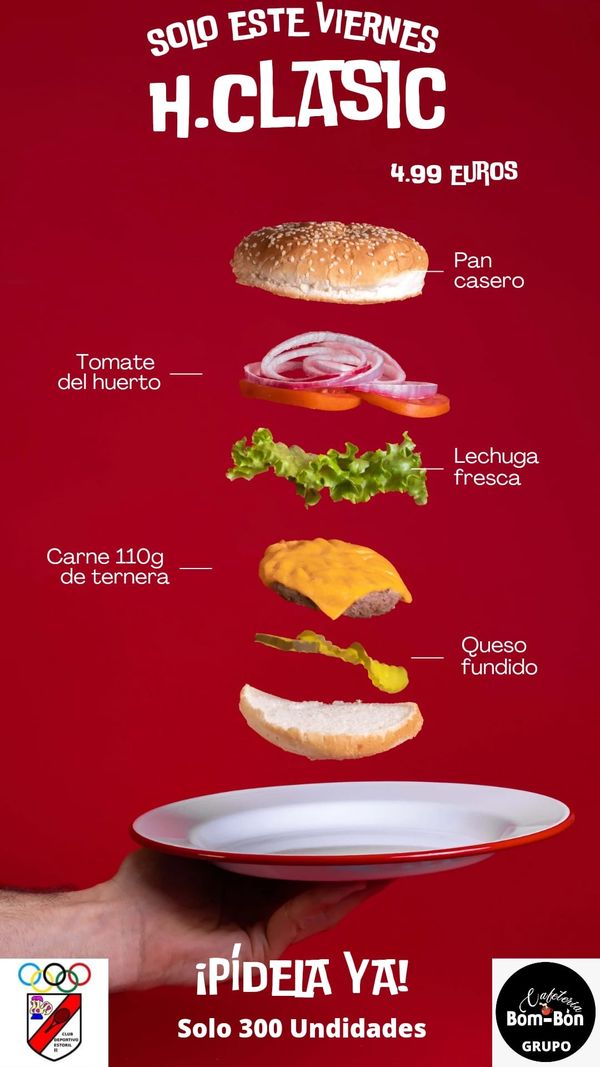 SOLO ESTE VIERNES
H.CLASIC
4.99 EUROS
Pan
casero
Tomate
del huerto
Lechuga
fresca
Carne 110g
de ternera
Queso
fundido
¡PÍDELA YA!
Solo 300 Undidades
CLUB
DEPORTIVO
ESTORIL
II
Cafetería
Bom-Bón
GRUPO